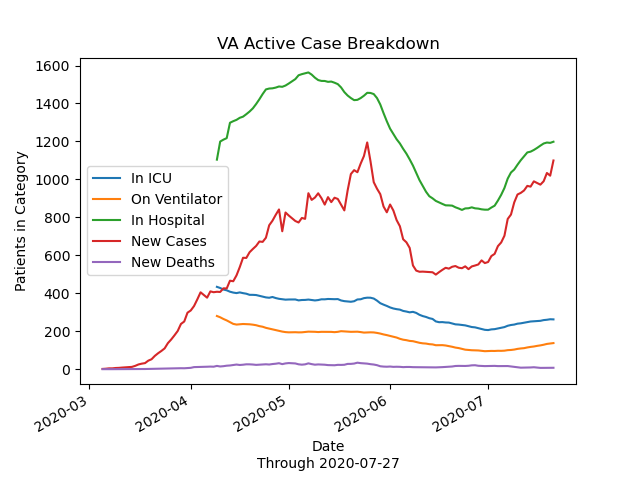 VA Active Case Breakdown
Patients in Category
1600
1400
1200
1000
800
600
400
200
0
In ICU
On Ventilator
In Hospital
New Cases
New Deaths
2020-03
2020-04
2020-05
2020-06
2020-07
Date
Through 2020-07-27